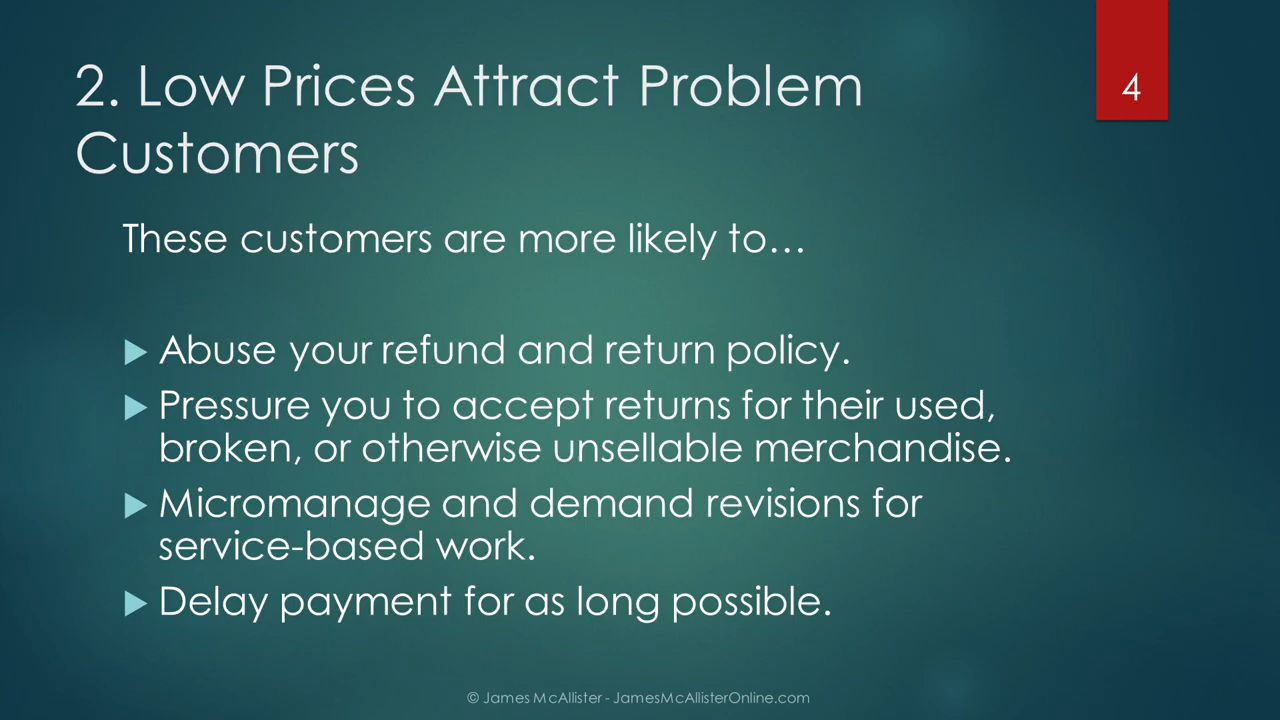 2. Low Prices Attract Problem
Customers
4
These customers are more likely to…
Abuse your refund and return policy.
Pressure you to accept returns for their used,
broken, or otherwise unsellable merchandise.
Micromanage and demand revisions for
service-based work.
Delay payment for as long possible.
© James McAllister - JamesMcAllisterOnline.com